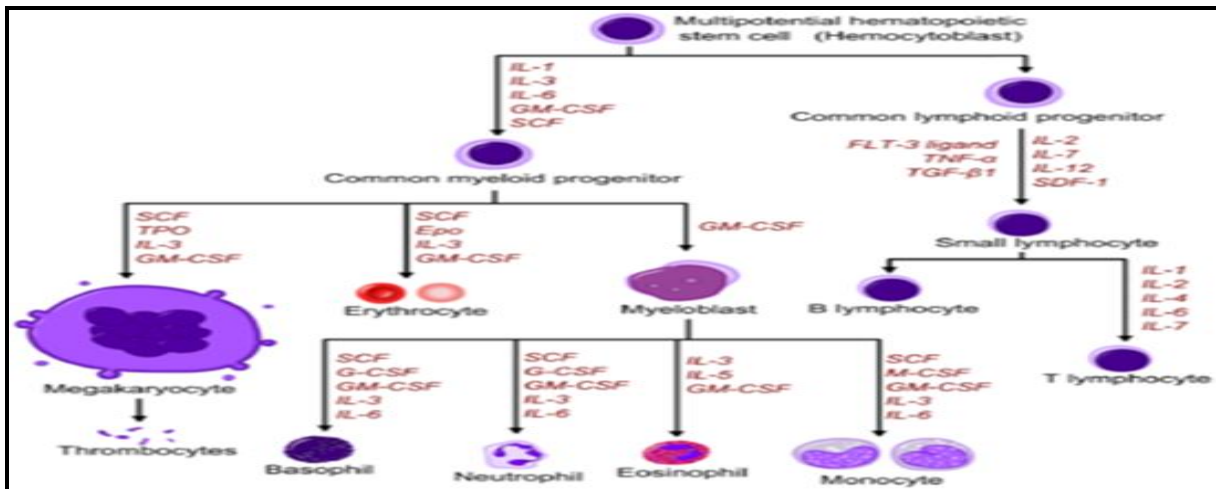 Multipotential hematopoietic
stem cell (Hemocytoblast)
IL-1
IL-3
IL-6
GM-CSF
SCF
Common myeloid progenitor
Common lymphoid progenitor
FLT-3 ligand
TNF-α
TGF-β1
IL-2
IL-7
IL-12
SDF-1
Small lymphocyte
SCF
TPO
IL-3
GM-CSF
SCF
Epo
IL-3
GM-CSF
GM-CSF
Megakaryocyte
Thrombocytes
Erythrocyte
Myeloblast
B lymphocyte
IL-1
IL-2
IL-4
IL-6
IL-7
T lymphocyte
SCF
G-CSF
GM-CSF
IL-3
IL-6
Basophil
SCF
G-CSF
GM-CSF
IL-3
IL-6
Neutrophil
IL-3
IL-5
GM-CSF
Eosinophil
SCF
M-CSF
GM-CSF
IL-3
IL-6
Monocyte